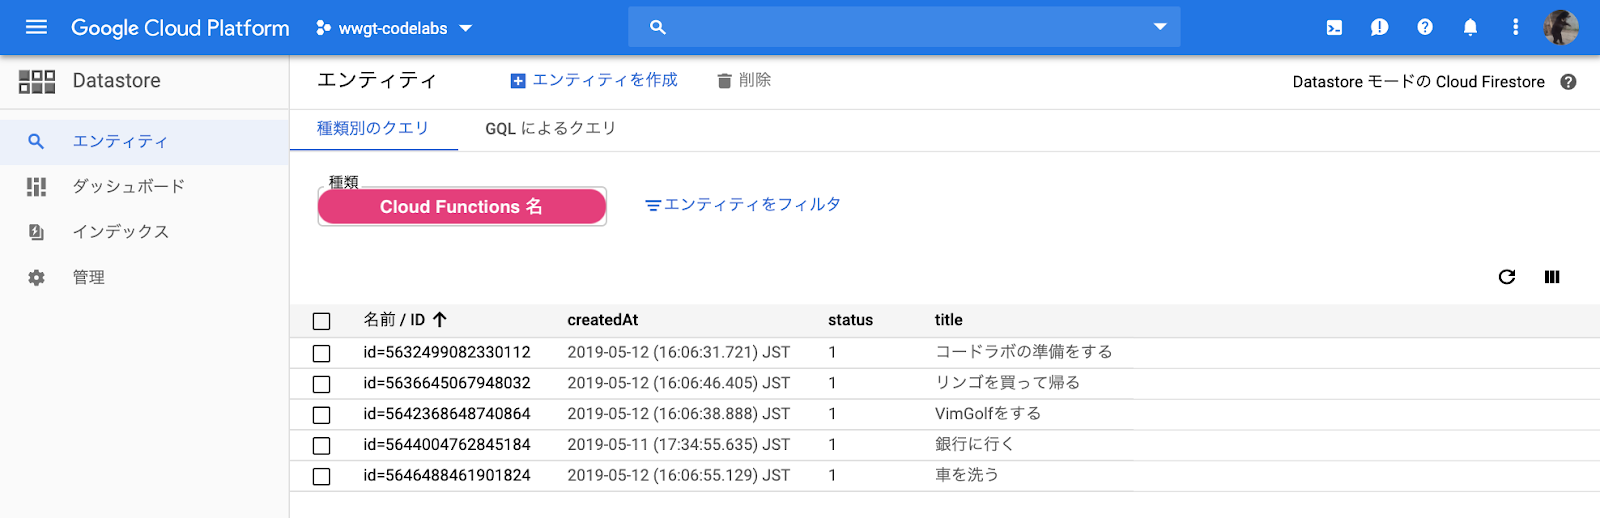 Google Cloud Platform
wwgt-codelabs
Datastore
エンティティ
ダッシュボード
インデックス
管理
エンティティ
エンティティを作成
削除
Datastore モードの Cloud Firestore
種類別のクエリ
GQL によるクエリ
種類
Cloud Functions 名
エンティティをフィルタ
名前 / ID createdAt status title
id=5632499082330112 2019-05-12 (16:06:31.721) JST 1 コードラボの準備をする
id=5636645067948032 2019-05-12 (16:06:46.405) JST 1 リンゴを買って帰る
id=5642368648740864 2019-05-12 (16:06:38.888) JST 1 VimGolfをする
id=5644004762845184 2019-05-11 (17:34:55.635) JST 1 銀行に行く
id=5646488461901824 2019-05-12 (16:06:55.129) JST 1 車を洗う